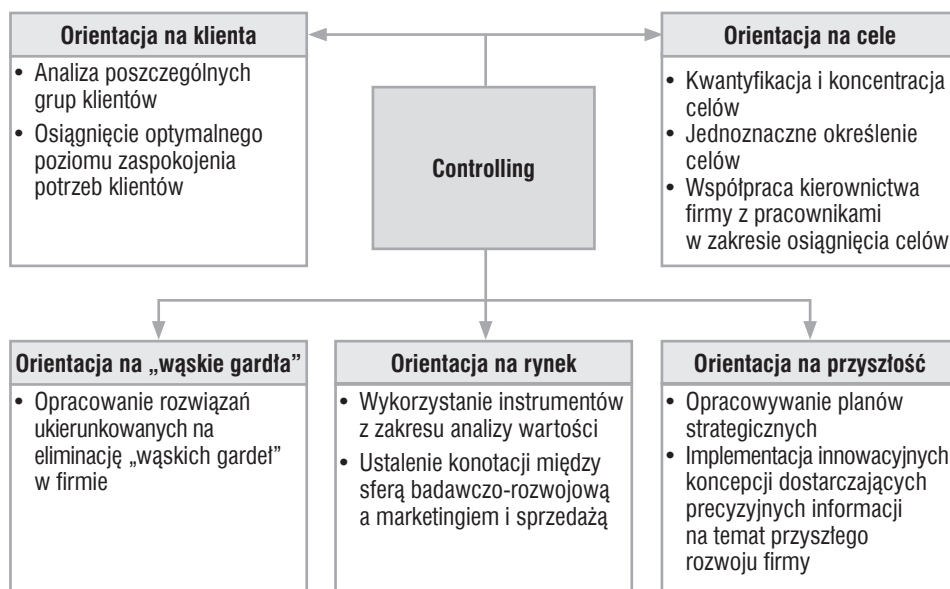 Orientacja na klienta
• Analiza poszczególnych
grup klientów
• Osiągnięcie optymalnego
poziomu zaspokojenia
potrzeb klientów
Controlling
Orientacja na cele
• Kwantyfikacja i koncentracja
celów
• Jednoznaczne określenie
celów
• Współpraca kierownictwa
firmy z pracownikami
w zakresie osiągnięcia celów
Orientacja na „wąskie gardła”
• Opracowanie rozwiązań
ukierunkowanych na
eliminację „wąskich gardeł”
w firmie
Orientacja na rynek
• Wykorzystanie instrumentów
z zakresu analizy wartości
• Ustalenie konotacji między
sferą badawczo-rozwojową
a marketingiem i sprzedażą
Orientacja na przyszłość
• Opracowywanie planów
strategicznych
• Implementacja innowacyjnych
koncepcji dostarczających
precyzyjnych informacji
na temat przyszłego
rozwoju firmy